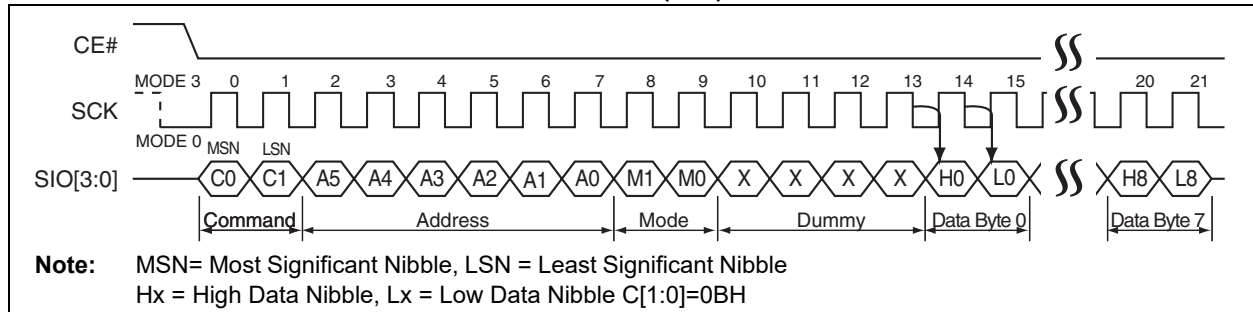 CE#
MODE 3 0 1 2 3 4 5 6 7 8 9 10 11 12 13 14 15 20 21
SCK
MODE 0
MSN LSN
SIO[3:0] C0 C1 A5 A4 A3 A2 A1 A0 M1 M0 X X X X H0 L0 H8 L8
Command Address Mode Dummy Data Byte 0 Data Byte 7
Note: MSN= Most Significant Nibble, LSN = Least Significant Nibble
Hx = High Data Nibble, Lx = Low Data Nibble C[1:0]=0BH